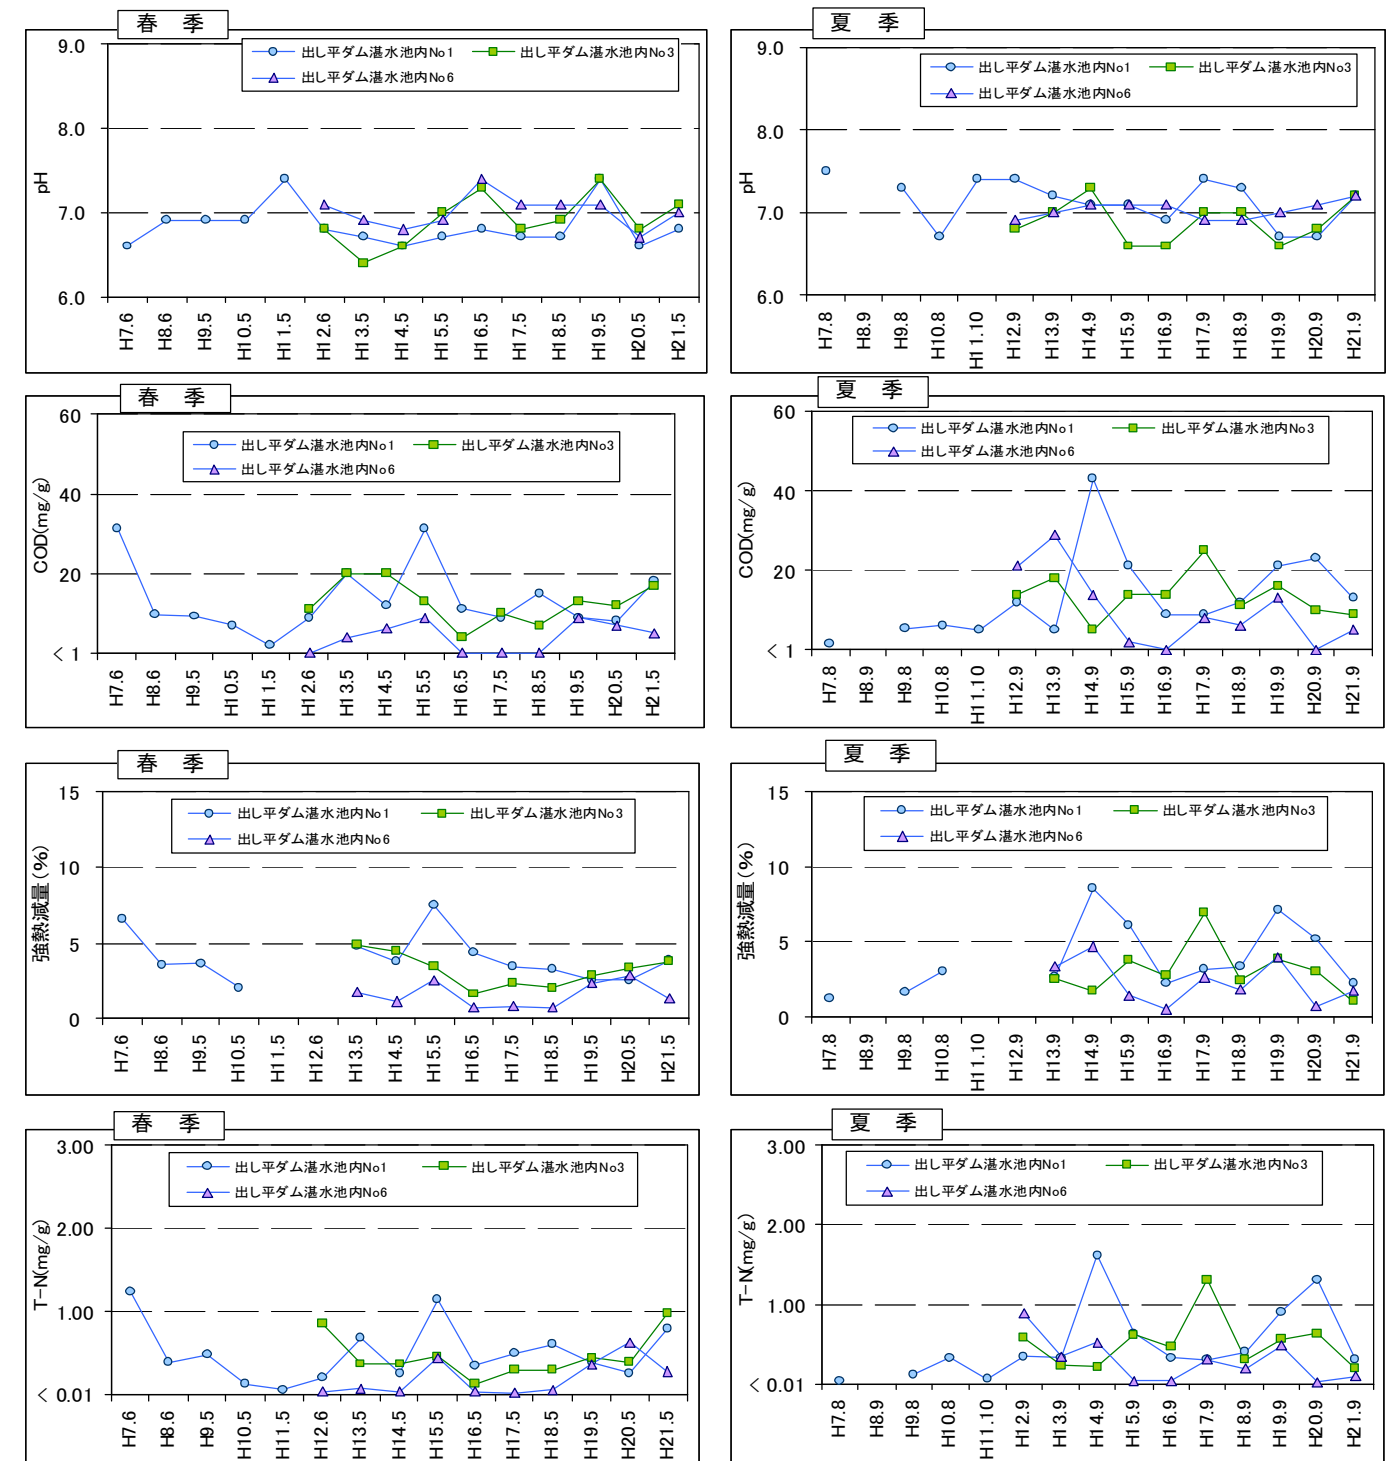 春 季
9.0
出し平ダム湛水池内No1
出し平ダム湛水池内No3
出し平ダム湛水池内No6
8.0
pH
7.0
6.0
H7.6
H8.6
H9.5
H10.5
H11.5
H12.6
H13.5
H14.5
H15.5
H16.5
H17.5
H18.5
H19.5
H20.5
H21.5
夏 季
9.0
出し平ダム湛水池内No1
出し平ダム湛水池内No3
出し平ダム湛水池内No6
8.0
pH
7.0
6.0
H7.8
H8.9
H9.8
H10.8
H11.10
H12.9
H13.9
H14.9
H15.9
H16.9
H17.9
H18.9
H19.9
H20.9
H21.9
春 季
60
出し平ダム湛水池内No1
出し平ダム湛水池内No3
出し平ダム湛水池内No6
40
COD(mg/g)
20
< 1
H7.6
H8.6
H9.5
H10.5
H11.5
H12.6
H13.5
H14.5
H15.5
H16.5
H17.5
H18.5
H19.5
H20.5
H21.5
夏 季
60
出し平ダム湛水池内No1
出し平ダム湛水池内No3
出し平ダム湛水池内No6
40
COD(mg/g)
20
< 1
H7.8
H8.9
H9.8
H10.8
H11.10
H12.9
H13.9
H14.9
H15.9
H16.9
H17.9
H18.9
H19.9
H20.9
H21.9
春 季
15
出し平ダム湛水池内No1
出し平ダム湛水池内No3
出し平ダム湛水池内No6
10
強熱減量(%)
5
0
H7.6
H8.6
H9.5
H10.5
H11.5
H12.6
H13.5
H14.5
H15.5
H16.5
H17.5
H18.5
H19.5
H20.5
H21.5
夏 季
15
出し平ダム湛水池内No1
出し平ダム湛水池内No3
出し平ダム湛水池内No6
10
強熱減量(%)
5
0
H7.8
H8.9
H9.8
H10.8
H11.10
H12.9
H13.9
H14.9
H15.9
H16.9
H17.9
H18.9
H19.9
H20.9
H21.9
春 季
3.00
出し平ダム湛水池内No1
出し平ダム湛水池内No3
出し平ダム湛水池内No6
2.00
T-N(mg/g)
1.00
< 0.01
H7.6
H8.6
H9.5
H10.5
H11.5
H12.6
H13.5
H14.5
H15.5
H16.5
H17.5
H18.5
H19.5
H20.5
H21.5
夏 季
3.00
出し平ダム湛水池内No1
出し平ダム湛水池内No3
出し平ダム湛水池内No6
2.00
T-N(mg/g)
1.00
< 0.01
H7.8
H8.9
H9.8
H10.8
H11.10
H12.9
H13.9
H14.9
H15.9
H16.9
H17.9
H18.9
H19.9
H20.9
H21.9